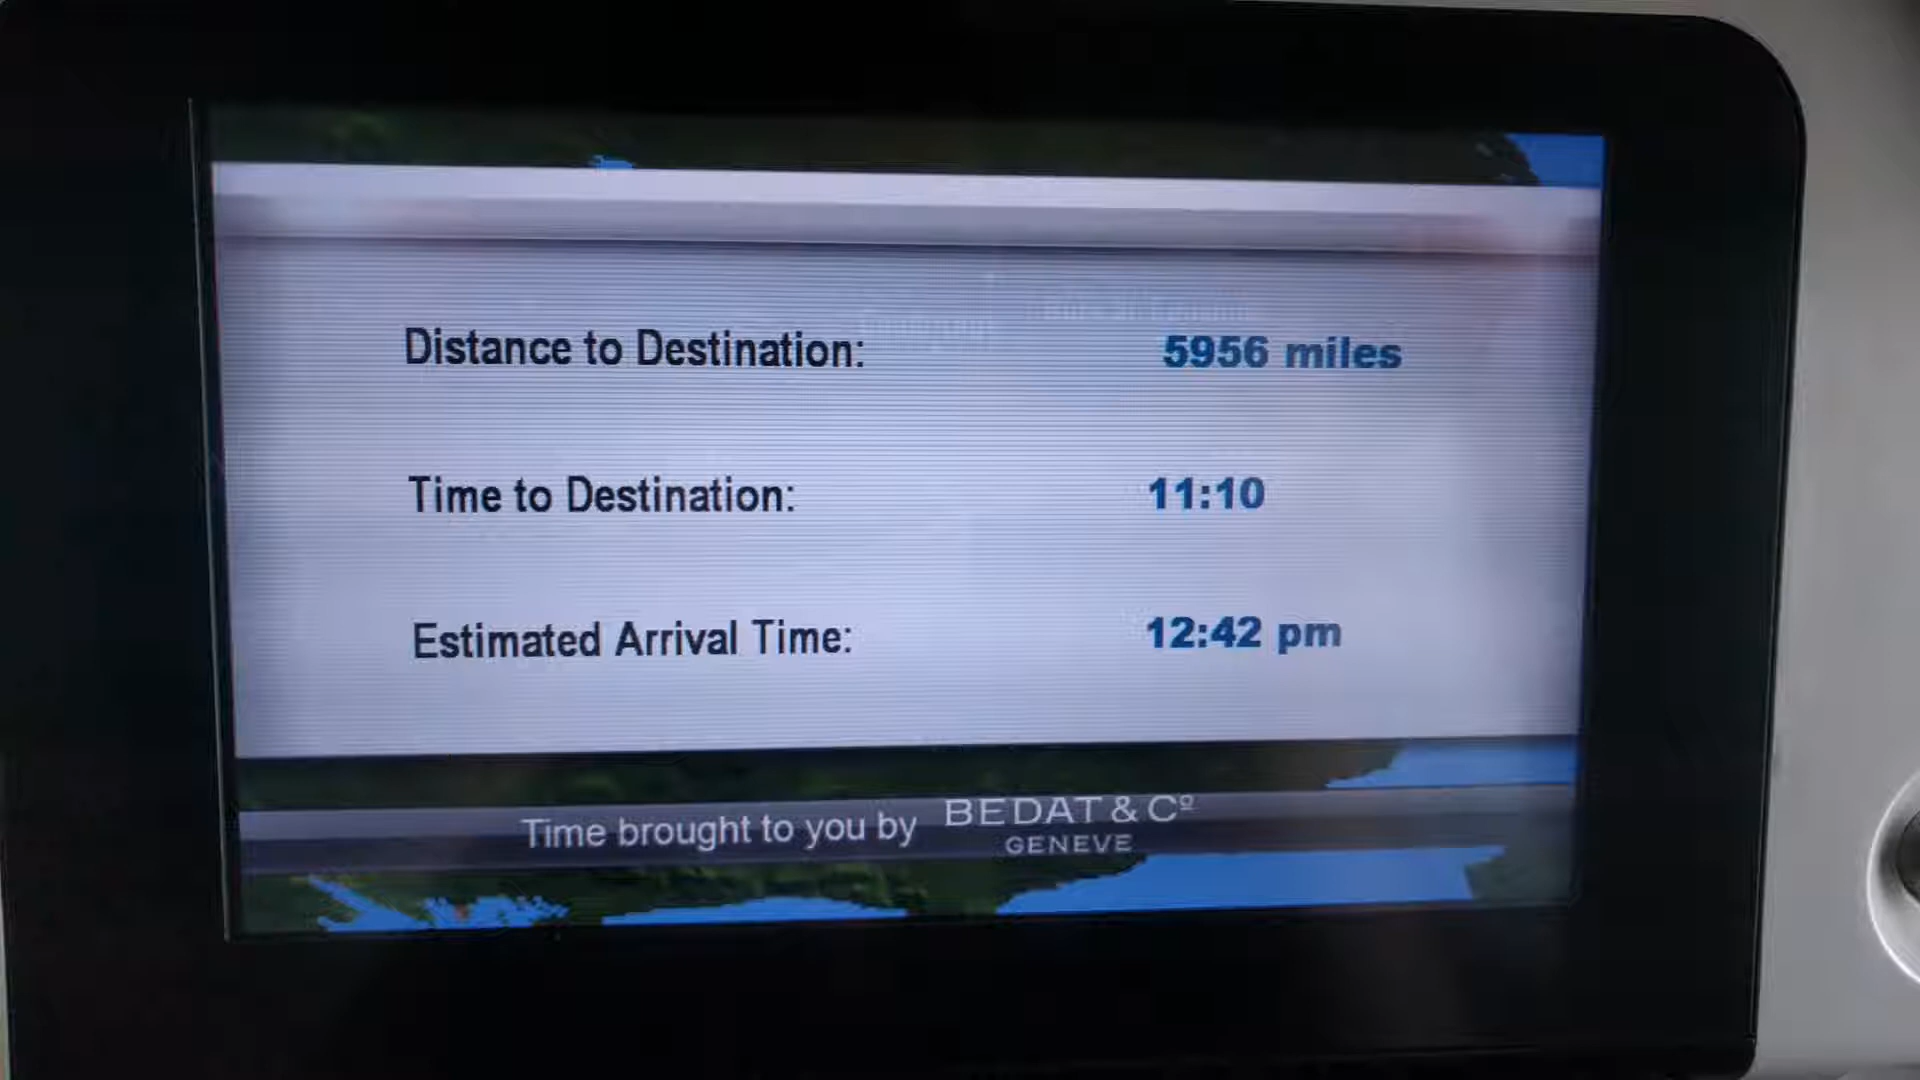 Distance to Destination: 5956 miles
Time to Destination: 11:10
Estimated Arrival Time: 12:42 pm
Time brought to you by BEDAT & Cº
GENEVE